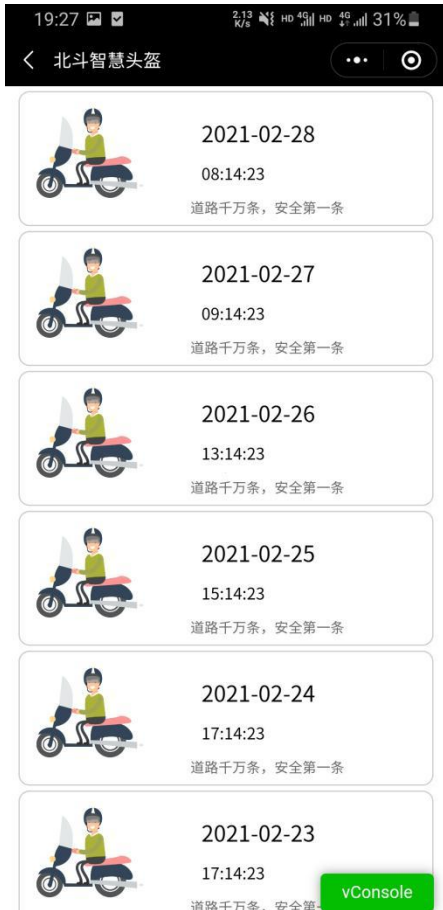 19:27 2.13 K/s HD 4G HD 4G 31%
北斗智慧头盔
2021-02-28
08:14:23
道路千万条，安全第一条
2021-02-27
09:14:23
道路千万条，安全第一条
2021-02-26
13:14:23
道路千万条，安全第一条
2021-02-25
15:14:23
道路千万条，安全第一条
2021-02-24
17:14:23
道路千万条，安全第一条
2021-02-23
17:14:23
道路千万条，安全第一
vConsole